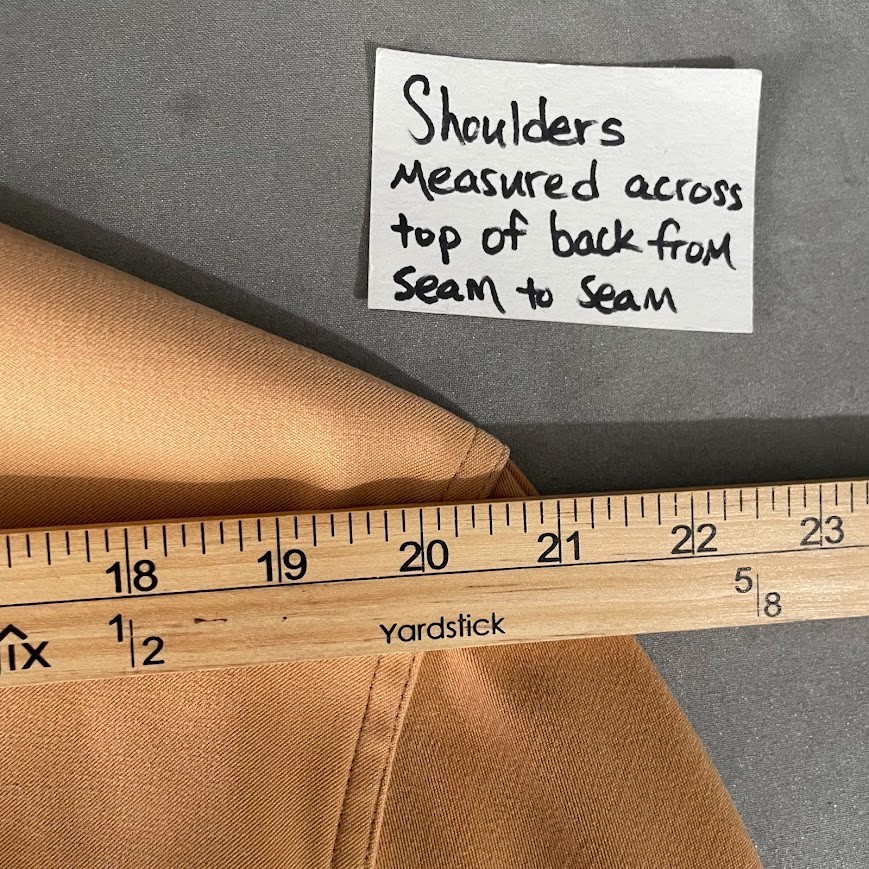 Shoulders
Measured across
top of back from
seam to seam
18 19 20 21 22 23
1/2 Yardstick 5/8